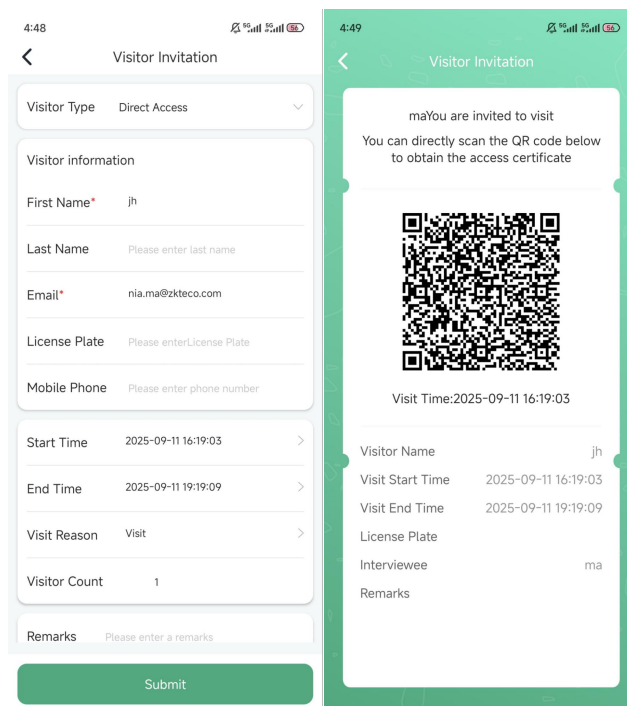 4:48
5G 5G 56
Visitor Invitation
Visitor Type Direct Access
Visitor information
First Name* jh
Last Name Please enter last name
Email* nia.ma@zkteco.com
License Plate Please enterLicense Plate
Mobile Phone Please enter phone number
Start Time 2025-09-11 16:19:03
End Time 2025-09-11 19:19:09
Visit Reason Visit
Visitor Count 1
Remarks Please enter a remarks
Submit
4:49
5G 5G 56
Visitor Invitation
maYou are invited to visit
You can directly scan the QR code below
to obtain the access certificate
Visit Time:2025-09-11 16:19:03
Visitor Name jh
Visit Start Time 2025-09-11 16:19:03
Visit End Time 2025-09-11 19:19:09
License Plate
Interviewee ma
Remarks